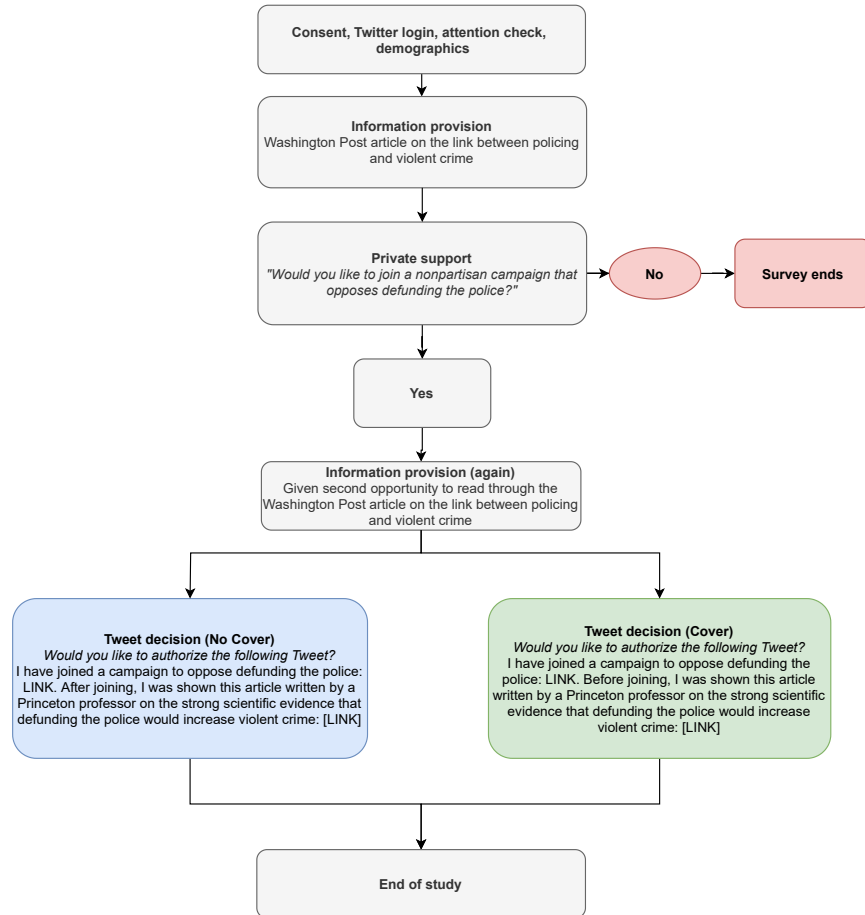 Consent, Twitter login, attention check,
demographics
Information provision
Washington Post article on the link between policing
and violent crime
Private support
"Would you like to join a nonpartisan campaign that
opposes defunding the police?"
No
Survey ends
Yes
Information provision (again)
Given second opportunity to read through the
Washington Post article on the link between policing
and violent crime
Tweet decision (No Cover)
Would you like to authorize the following Tweet?
I have joined a campaign to oppose defunding the police:
LINK. After joining, I was shown this article written by a
Princeton professor on the strong scientific evidence that
defunding the police would increase violent crime: [LINK]
Tweet decision (Cover)
Would you like to authorize the following Tweet?
I have joined a campaign to oppose defunding the
police: LINK. Before joining, I was shown this article
written by a Princeton professor on the strong scientific
evidence that defunding the police would increase
violent crime: [LINK]
End of study